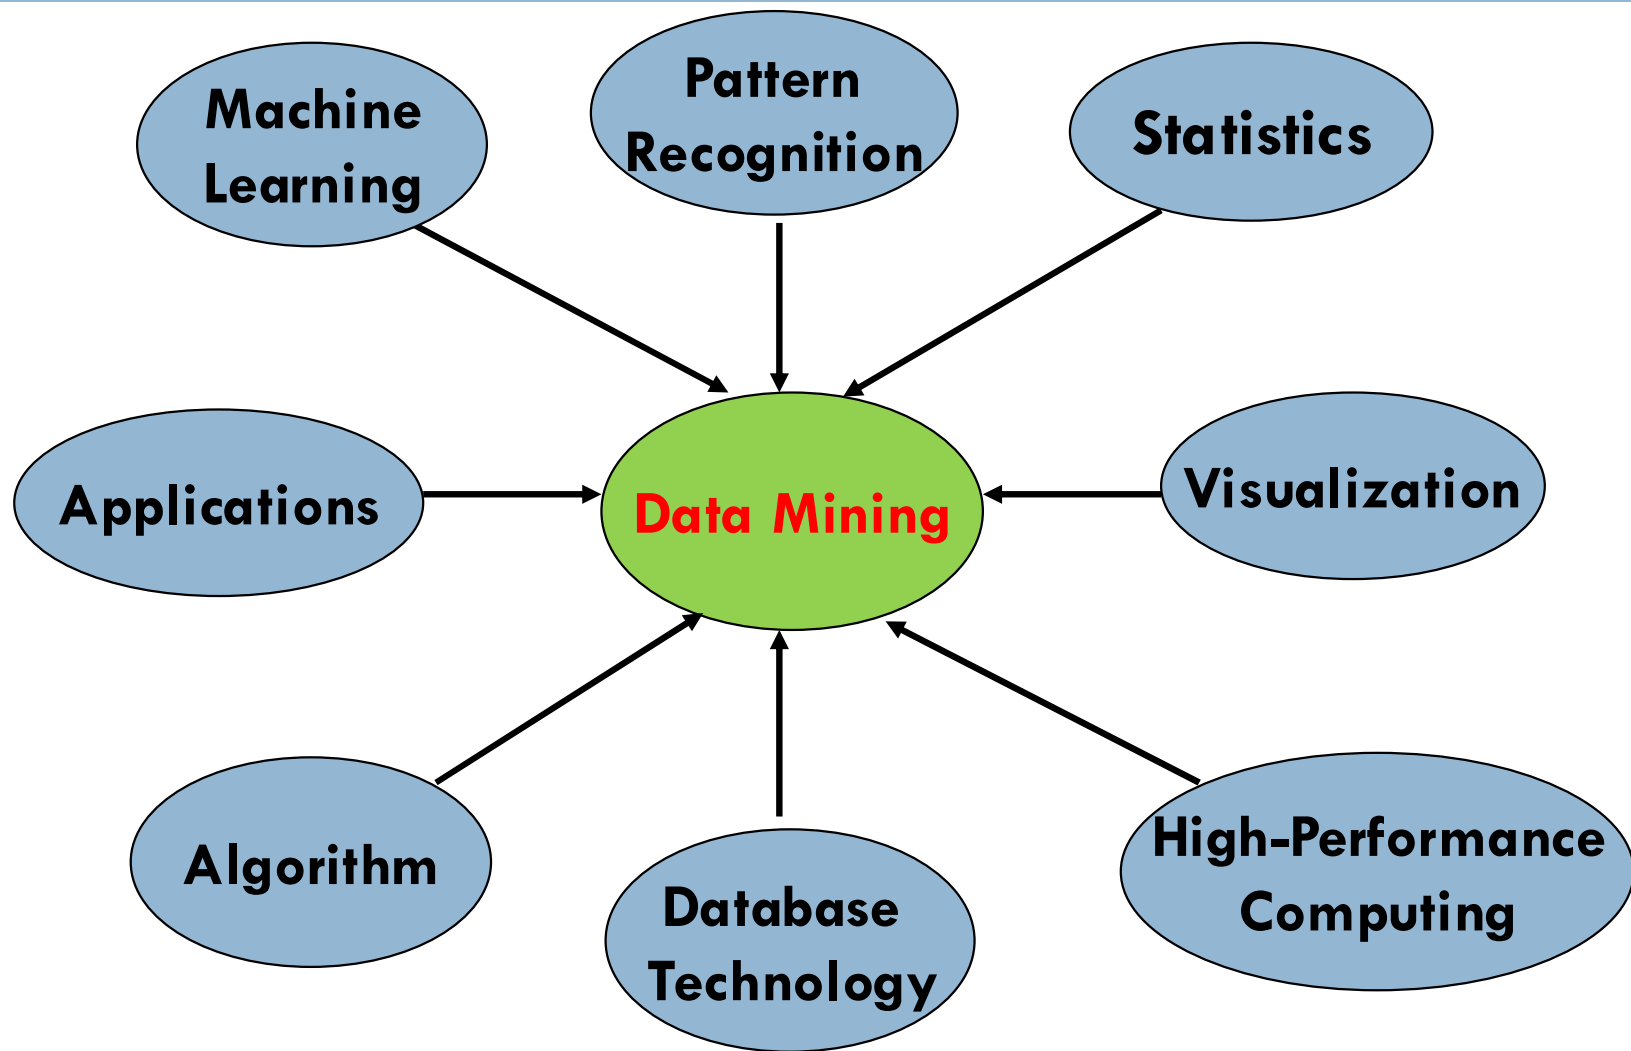 Machine
Learning
Pattern
Recognition
Statistics
Applications
Data Mining
Visualization
Algorithm
Database
Technology
High-Performance
Computing